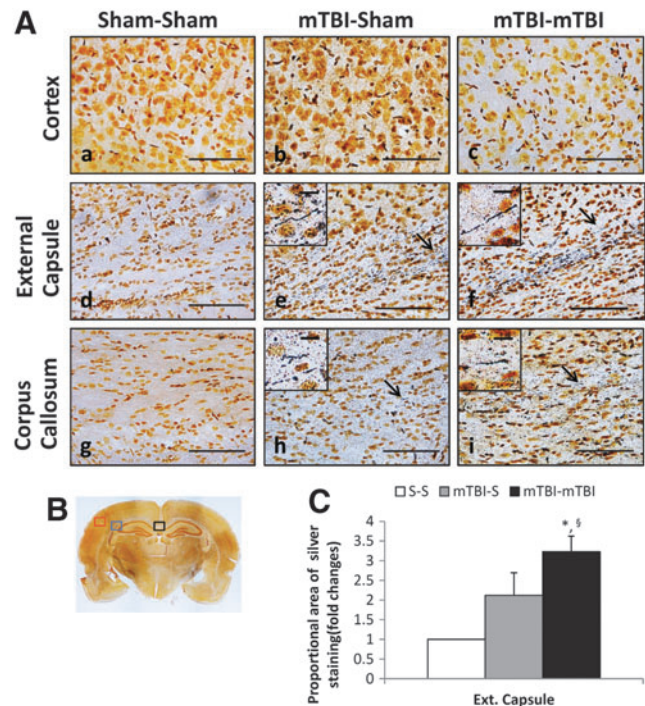 A
Sham-Sham
mTBI-Sham
mTBI-mTBI
Cortex
a
b
c
External
Capsule
d
e
f
Corpus
Callosum
g
h
i
B
C
S-S
mTBI-S
mTBI-mTBI
Proportional area of silver
staining(fold changes)
4
3.5
3
2.5
2
1.5
1
0.5
0
*, §
Ext. Capsule